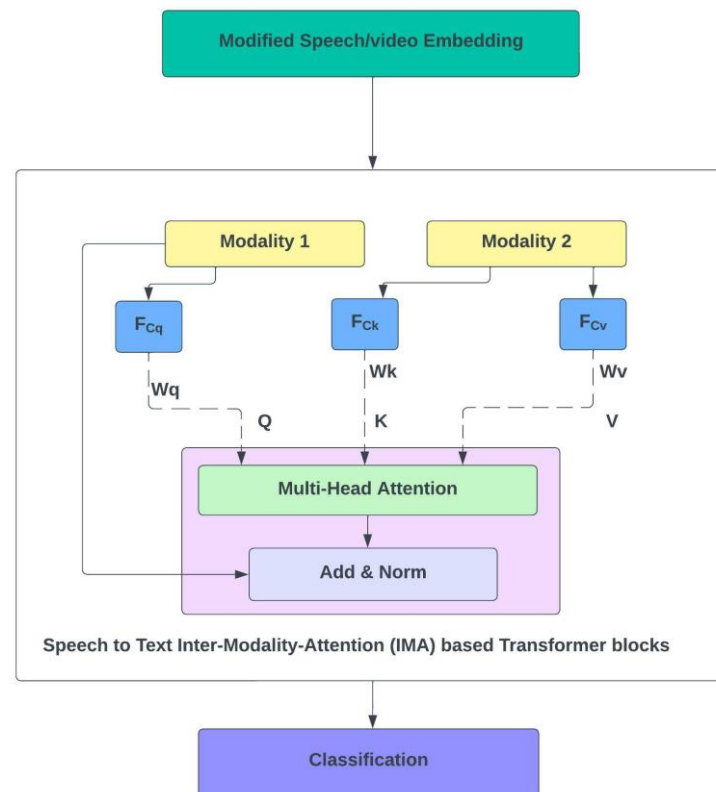 Modified Speech/video Embedding
Modality 1
Modality 2
FCq
FCk
FCv
Wq
Wk
Wv
Q
K
V
Multi-Head Attention
Add & Norm
Speech to Text Inter-Modality-Attention (IMA) based Transformer blocks
Classification